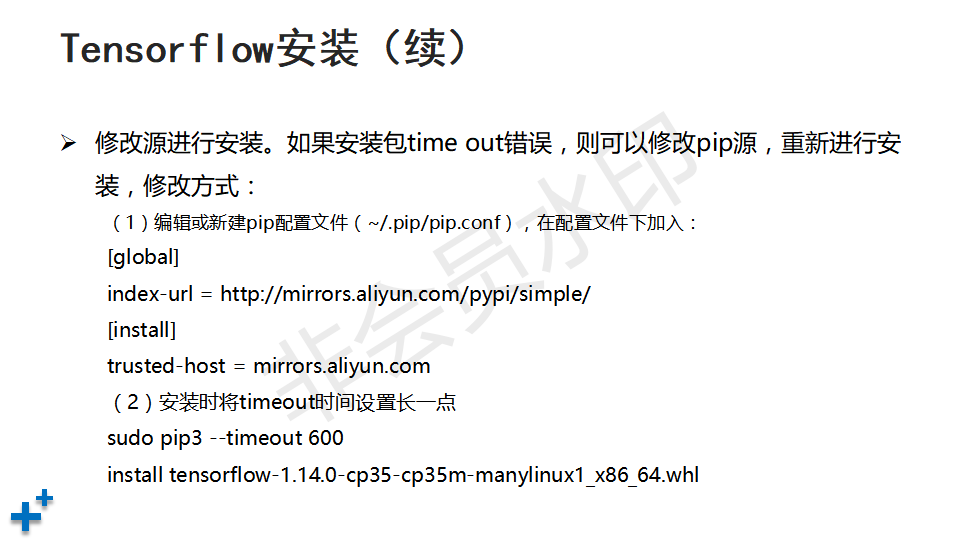 Tensorflow安装（续）
修改源进行安装。如果安装包time out错误，则可以修改pip源，重新进行安
装，修改方式：
（1）编辑或新建pip配置文件（~/.pip/pip.conf），在配置文件下加入：
[global]
index-url = http://mirrors.aliyun.com/pypi/simple/
[install]
trusted-host = mirrors.aliyun.com
（2）安装时将timeout时间设置长一点
sudo pip3 --timeout 600
install tensorflow-1.14.0-cp35-cp35m-manylinux1_x86_64.whl
非会员水印